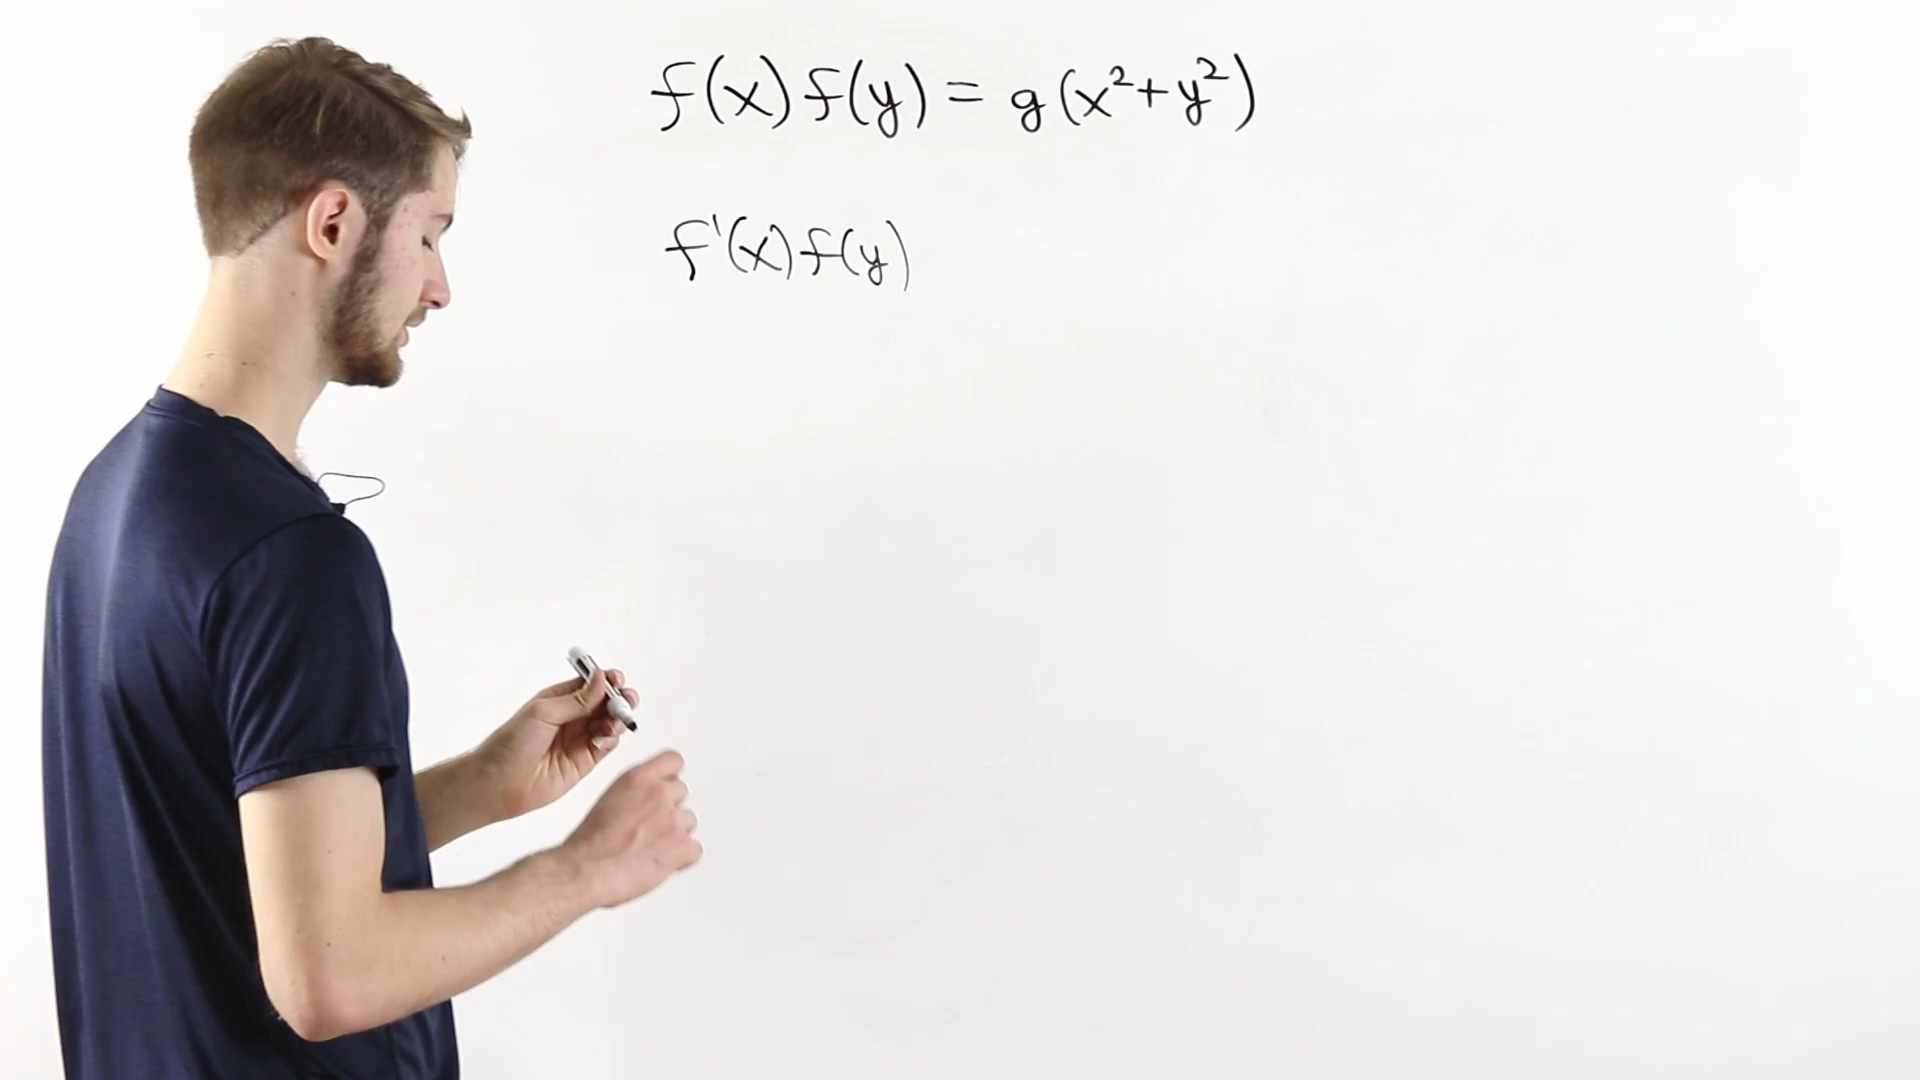 f(x) f(y) = g(x²+y²)
f'(x) f(y)